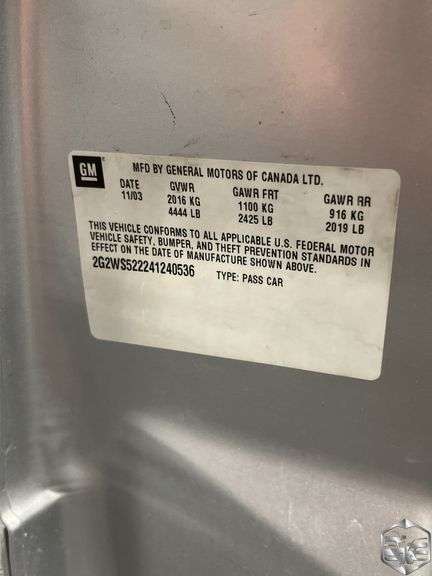 GM
MFD BY GENERAL MOTORS OF CANADA LTD.
DATE GVWR GAWR FRT GAWR RR
11/03 2016 KG 1100 KG 916 KG
4444 LB 2425 LB 2019 LB
THIS VEHICLE CONFORMS TO ALL APPLICABLE U.S. FEDERAL MOTOR
VEHICLE SAFETY, BUMPER, AND THEFT PREVENTION STANDARDS IN
EFFECT ON THE DATE OF MANUFACTURE SHOWN ABOVE.
2G2WS522241240536 TYPE: PASS CAR